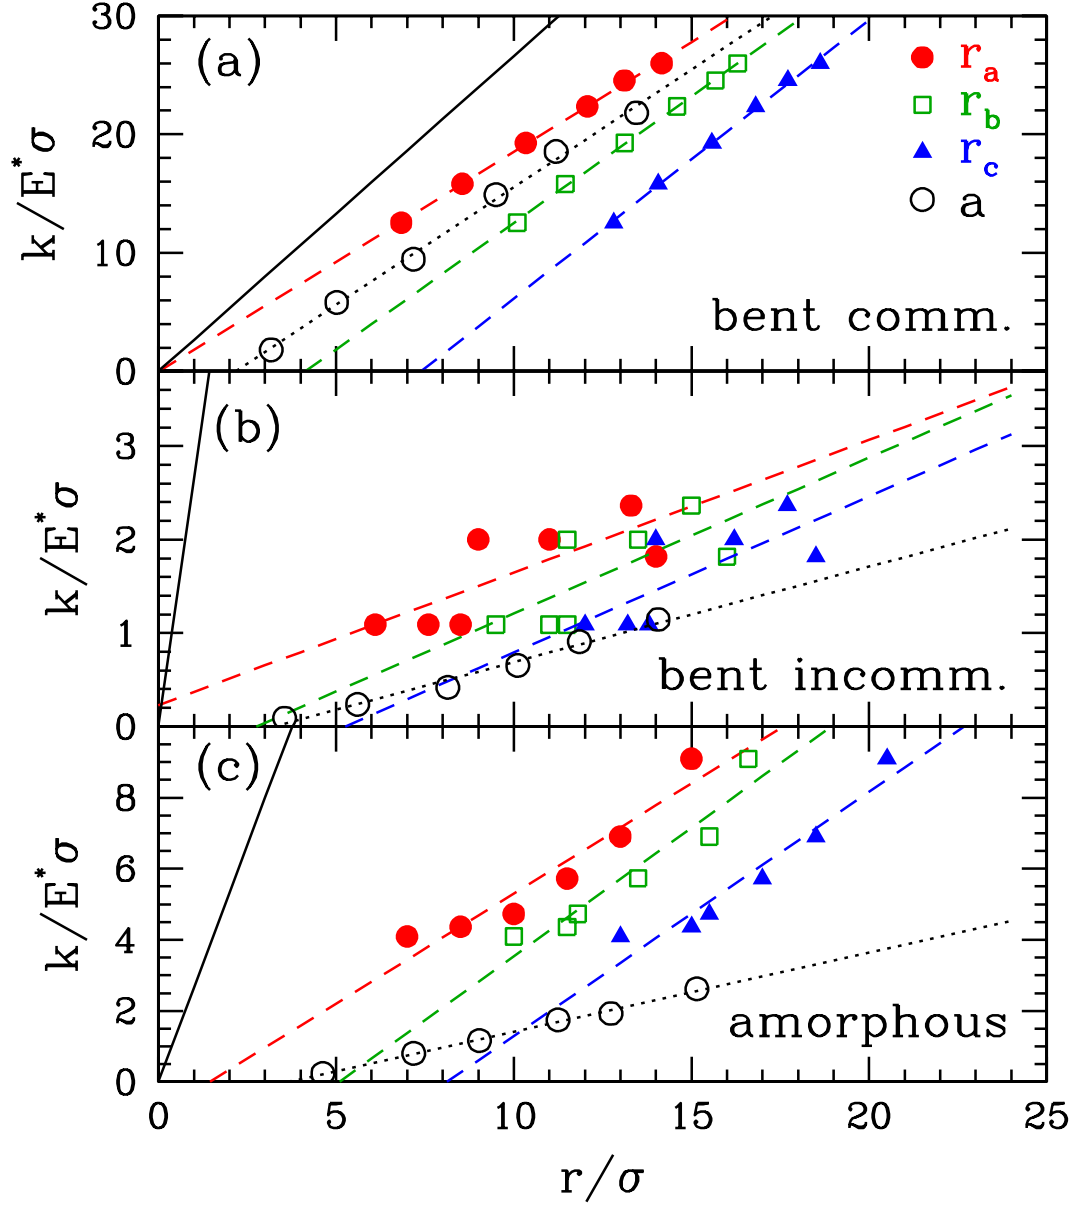 30
(a)
r_a
r_b
20
r_c
a
k/E*σ
10
bent comm.
0
(b)
3
k/E*σ
2
1
bent incomm.
0
(c)
8
k/E*σ
6
4
2
amorphous
0
0 5 10 15 20 25
r/σ